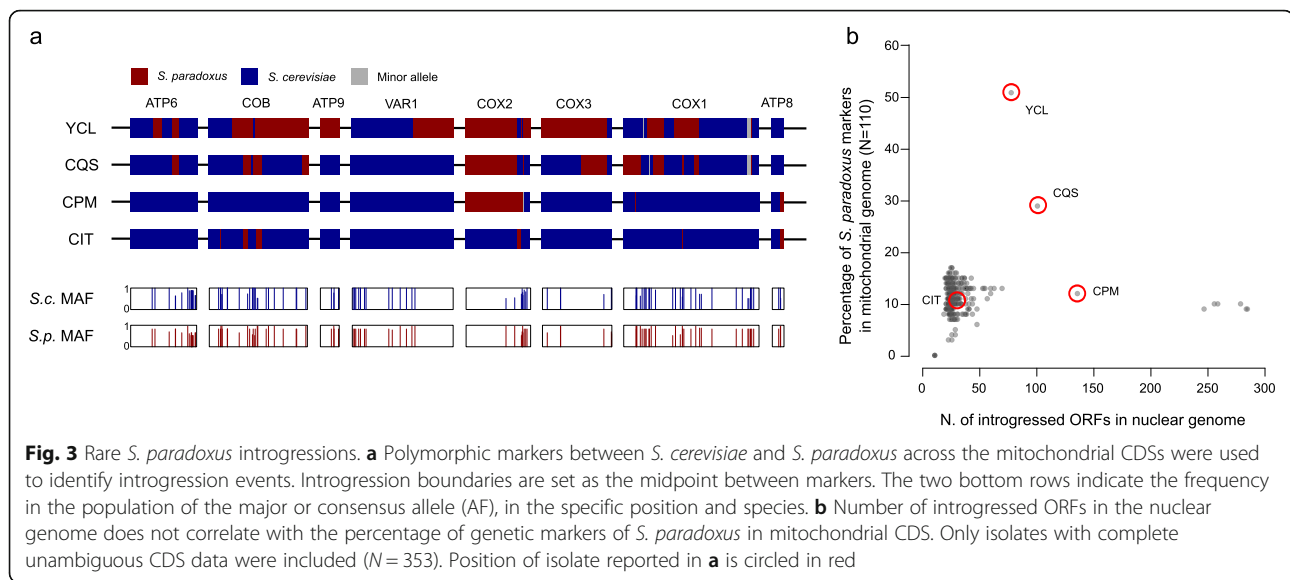 a
S. paradoxus S. cerevisiae Minor allele
ATP6 COB ATP9 VAR1 COX2 COX3 COX1 ATP8
YCL
CQS
CPM
CIT
S.c. MAF
1
0
S.p. MAF
1
0
b
Percentage of S. paradoxus markers
in mitochondrial genome (N=110)
60
50
40
30
20
10
0
YCL
CQS
CIT
CPM
0 50 100 150 200 250 300
N. of introgressed ORFs in nuclear genome
Fig. 3 Rare S. paradoxus introgressions. a Polymorphic markers between S. cerevisiae and S. paradoxus across the mitochondrial CDSs were used
to identify introgression events. Introgression boundaries are set as the midpoint between markers. The two bottom rows indicate the frequency
in the population of the major or consensus allele (AF), in the specific position and species. b Number of introgressed ORFs in the nuclear
genome does not correlate with the percentage of genetic markers of S. paradoxus in mitochondrial CDS. Only isolates with complete
unambiguous CDS data were included (N = 353). Position of isolate reported in a is circled in red